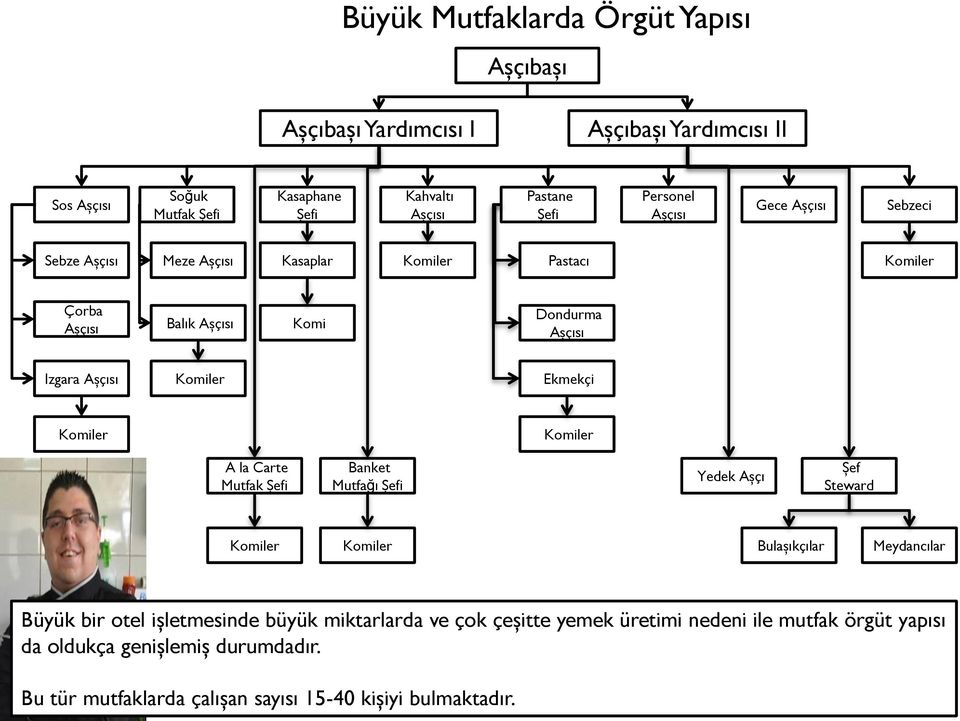 Büyük Mutfaklarda Örgüt Yapısı
Aşçıbaşı
Aşçıbaşı Yardımcısı I
Aşçıbaşı Yardımcısı II
Sos Aşçısı
Soğuk
Mutfak Şefi
Kasaphane
Şefi
Kahvaltı
Aşçısı
Pastane
Şefi
Personel
Aşçısı
Gece Aşçısı
Sebzeci
Sebze Aşçısı
Meze Aşçısı
Kasaplar
Komiler
Pastacı
Komiler
Çorba
Aşçısı
Balık Aşçısı
Komi
Dondurma
Aşçısı
Izgara Aşçısı
Komiler
Ekmekçi
Komiler
Komiler
A la Carte
Mutfak Şefi
Banket
Mutfağı Şefi
Yedek Aşçı
Şef
Steward
Komiler
Komiler
Bulaşıkçılar
Meydancılar
Büyük bir otel işletmesinde büyük miktarlarda ve çok çeşitte yemek üretimi nedeni ile mutfak örgüt yapısı
da oldukça genişlemiş durumdadır.
Bu tür mutfaklarda çalışan sayısı 15-40 kişiyi bulmaktadır.